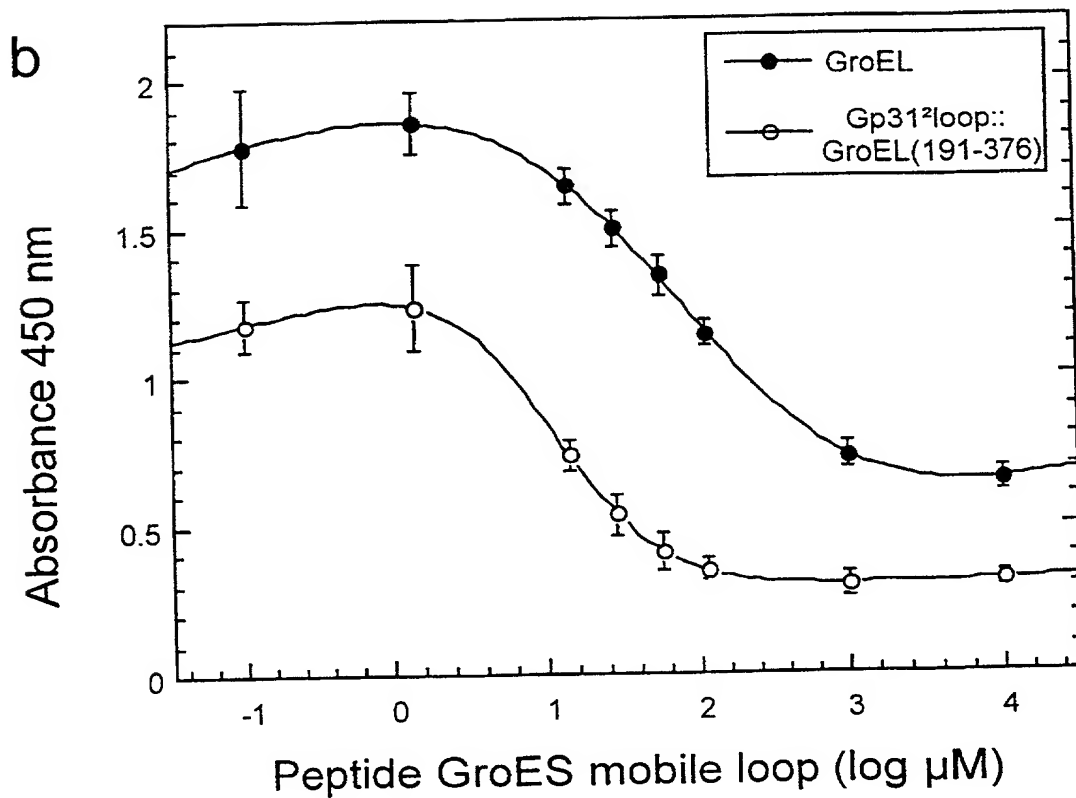 b
GroEL
Gp31²loop::
GroEL(191-376)
2
1.5
1
0.5
0
Absorbance 450 nm
-1 0 1 2 3 4
Peptide GroES mobile loop (log µM)